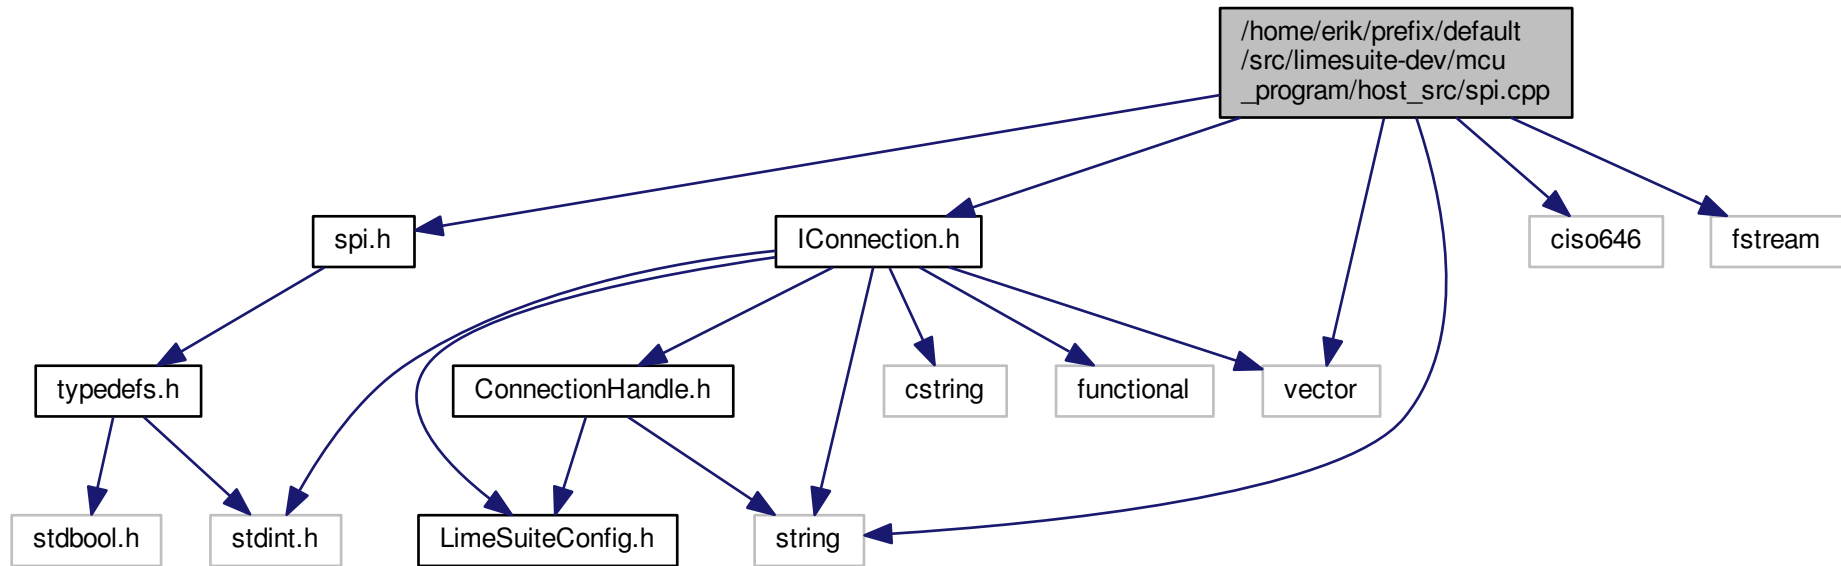 /home/erik/prefix/default
/src/limesuite-dev/mcu
_program/host_src/spi.cpp
spi.h
IConnection.h
ciso646
fstream
typedefs.h
ConnectionHandle.h
cstring
functional
vector
stdbool.h
stdint.h
LimeSuiteConfig.h
string